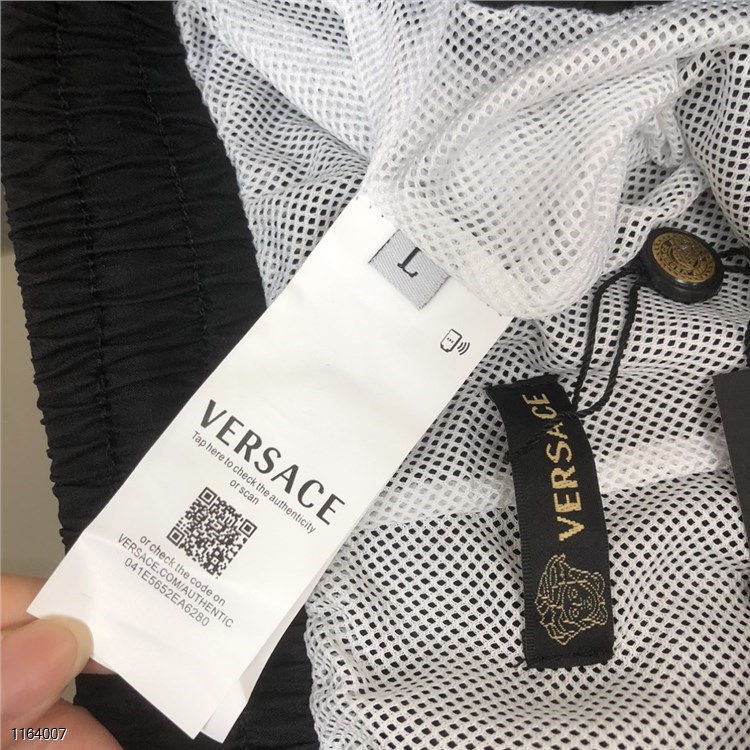 L
VERSACE
Tap here to check the authenticity
or scan
or check the code on
VERSACE.COM/AUTHENTIC
041E5652EA6280
VERSACE
1164007